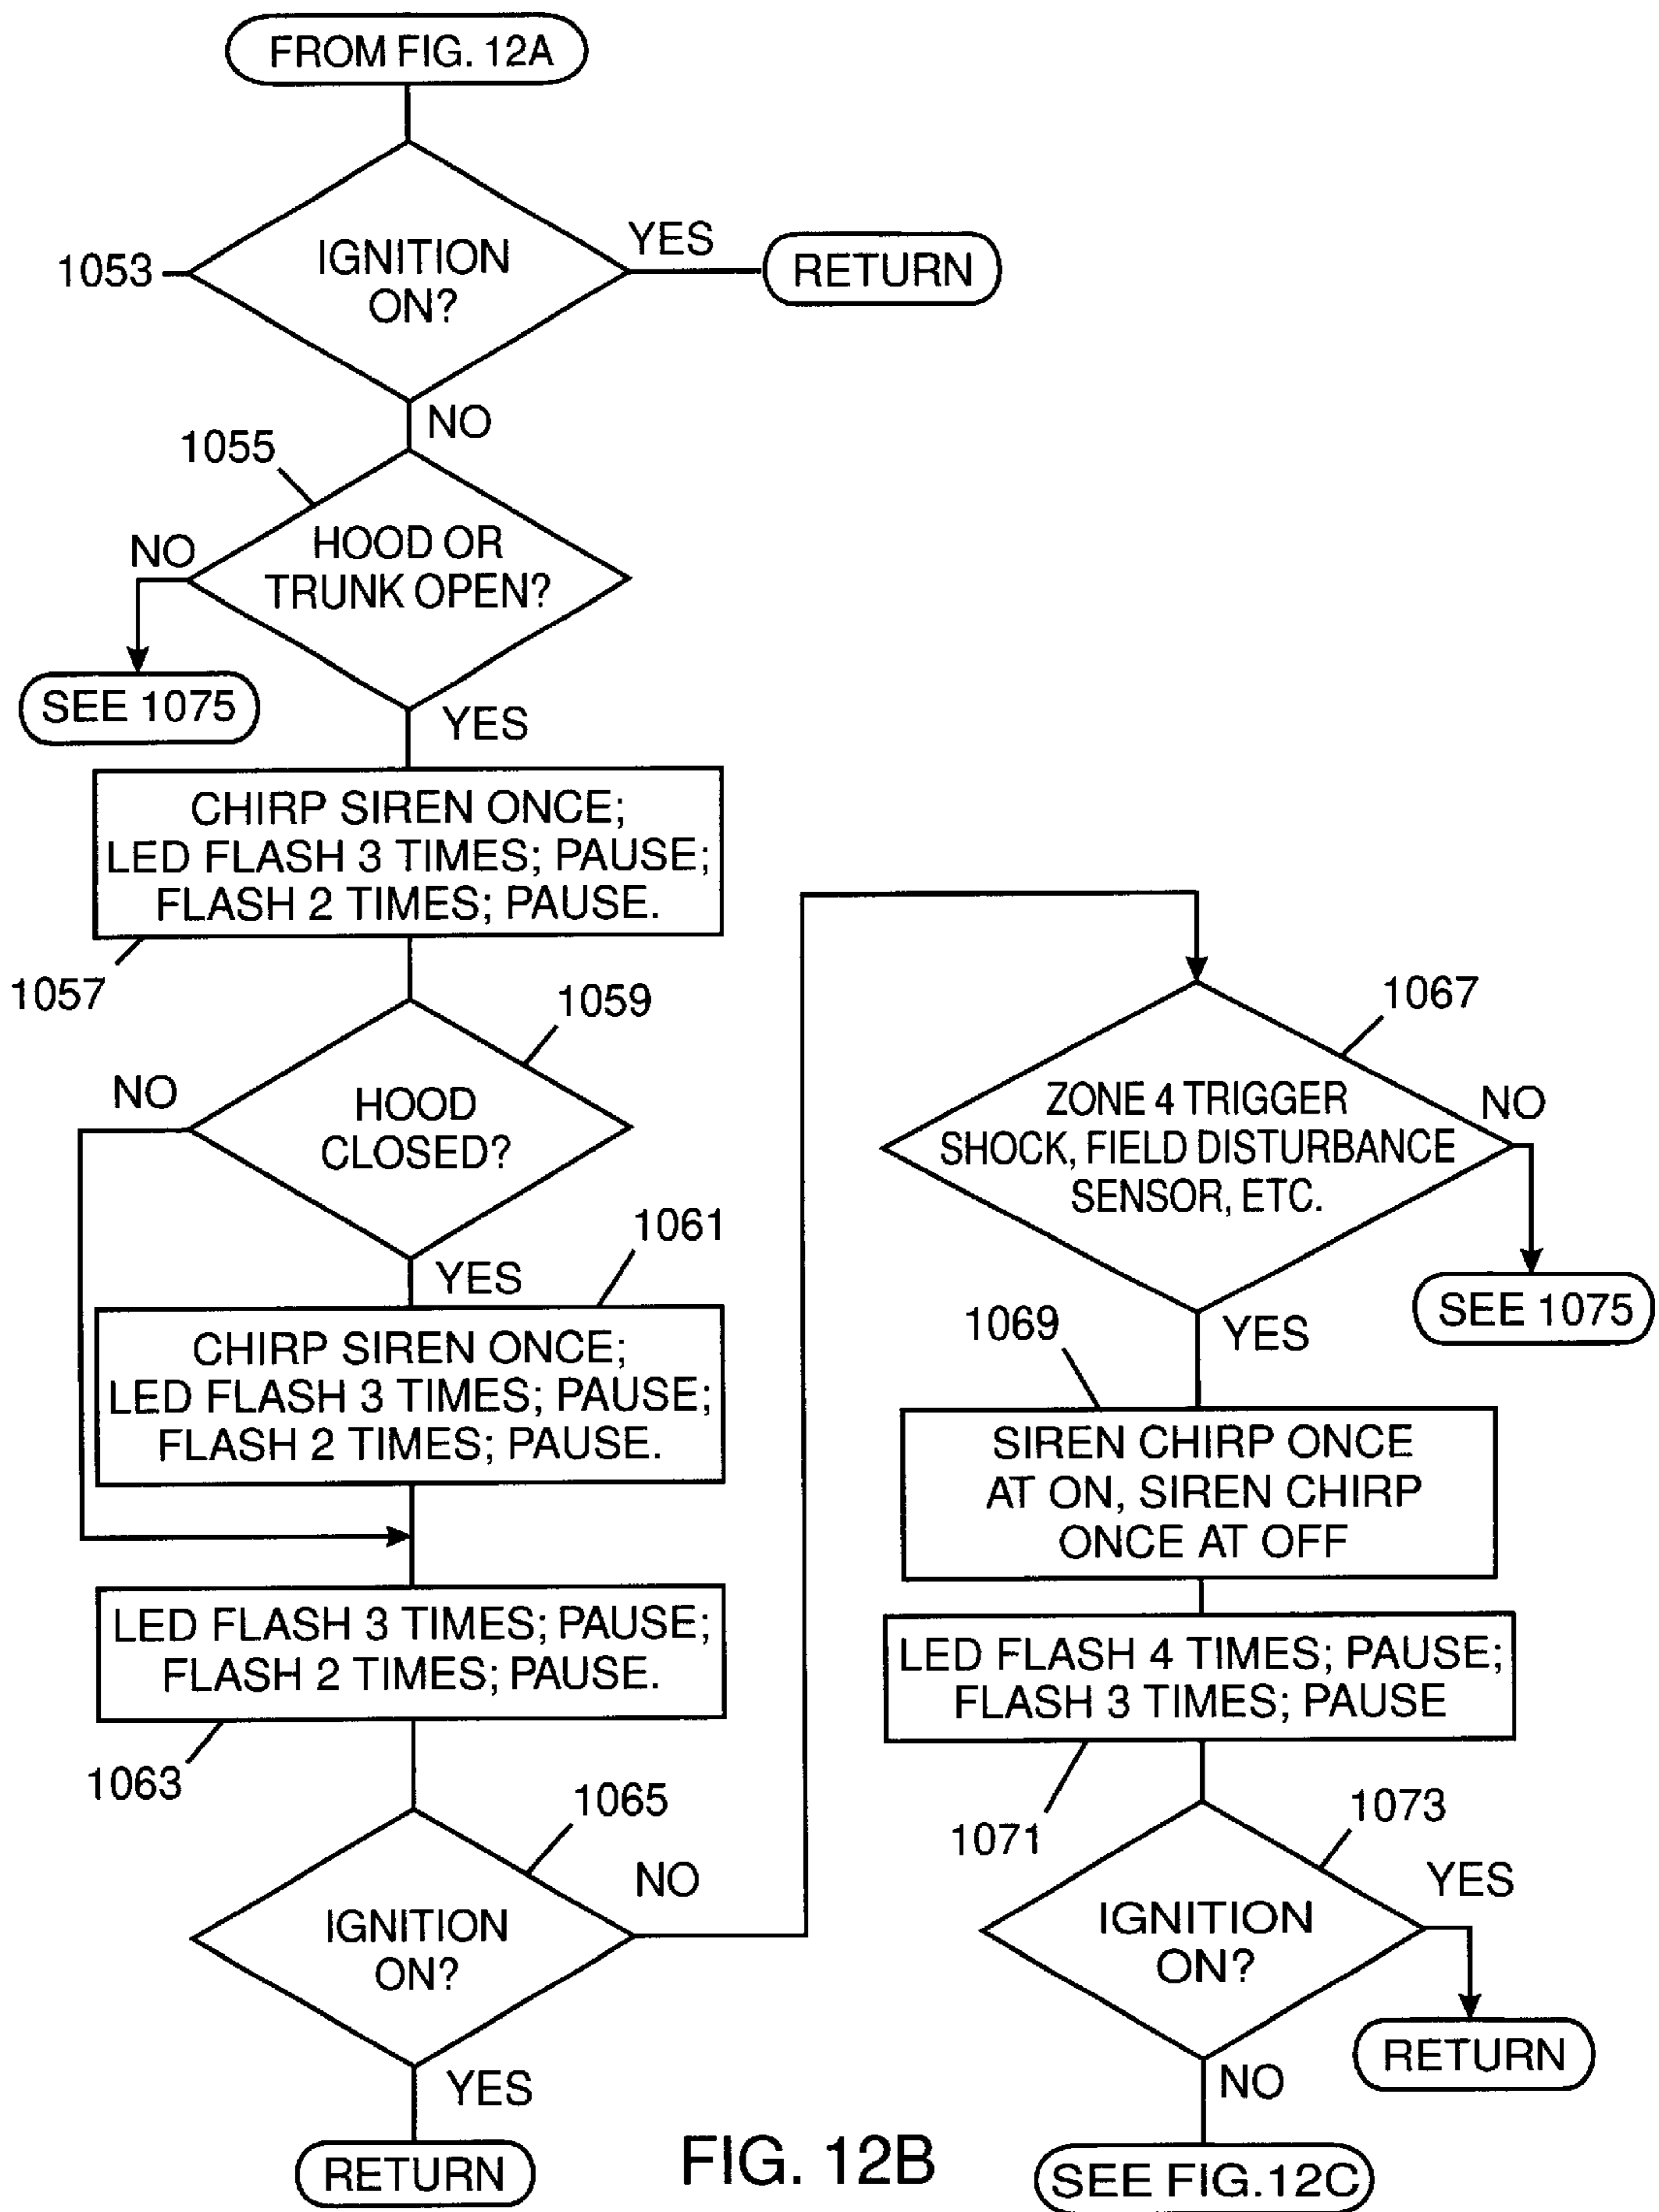 FROM FIG. 12A
1053
IGNITION
ON?
YES
RETURN
NO
1055
HOOD OR
TRUNK OPEN?
NO
SEE 1075
YES
CHIRP SIREN ONCE;
LED FLASH 3 TIMES; PAUSE;
FLASH 2 TIMES; PAUSE.
1057
1059
HOOD
CLOSED?
NO
YES
1061
CHIRP SIREN ONCE;
LED FLASH 3 TIMES; PAUSE;
FLASH 2 TIMES; PAUSE.
LED FLASH 3 TIMES; PAUSE;
FLASH 2 TIMES; PAUSE.
1063
1065
IGNITION
ON?
NO
YES
RETURN
1067
ZONE 4 TRIGGER
SHOCK, FIELD DISTURBANCE
SENSOR, ETC.
NO
SEE 1075
YES
1069
SIREN CHIRP ONCE
AT ON, SIREN CHIRP
ONCE AT OFF
LED FLASH 4 TIMES; PAUSE;
FLASH 3 TIMES; PAUSE
1071
1073
IGNITION
ON?
YES
RETURN
NO
SEE FIG.12C
FIG. 12B